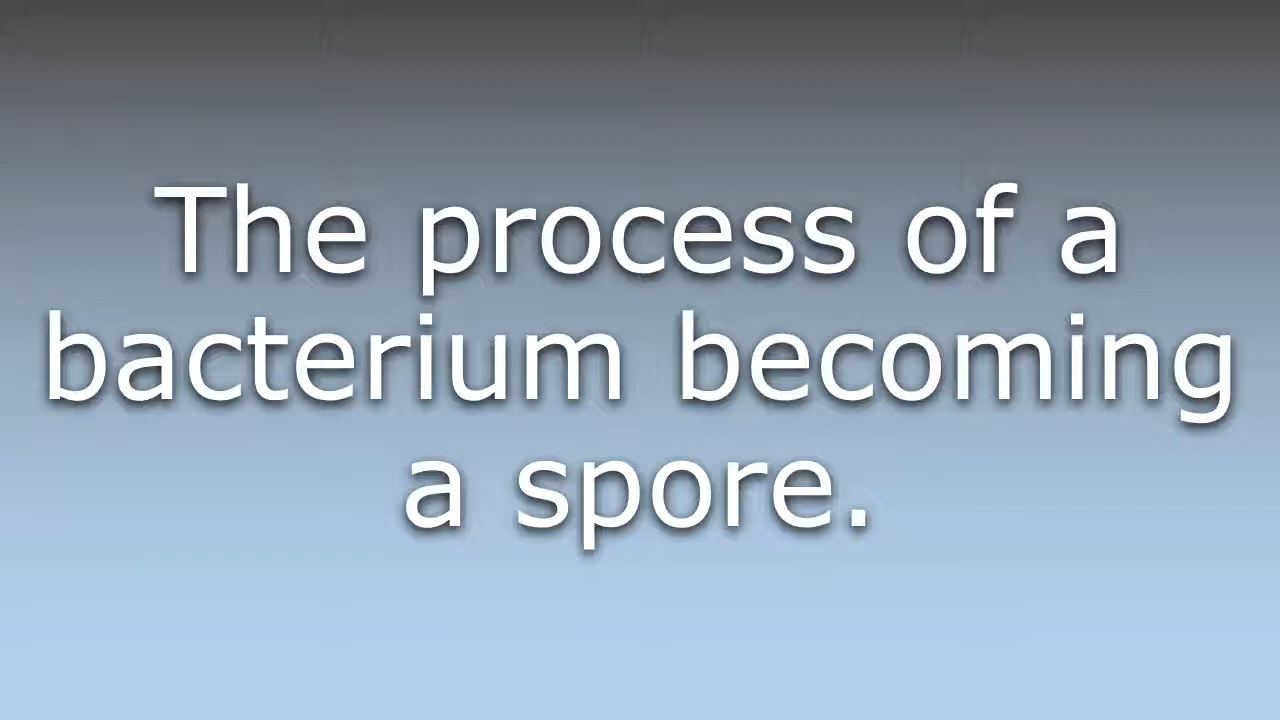 The process of a
bacterium becoming
a spore.